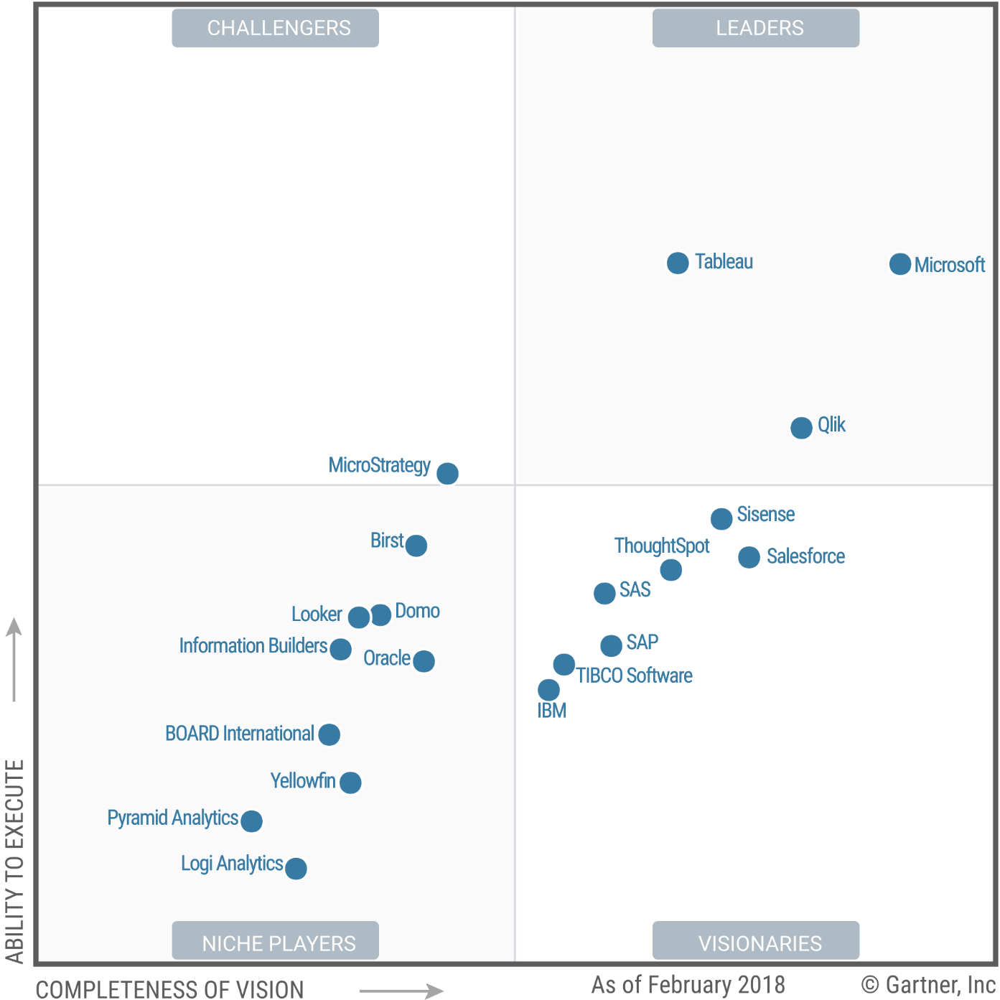 CHALLENGERS
LEADERS
Tableau
Microsoft
Qlik
MicroStrategy
Sisense
Birst
ThoughtSpot
Salesforce
SAS
Looker
Domo
Information Builders
SAP
Oracle
TIBCO Software
IBM
BOARD International
Yellowfin
Pyramid Analytics
Logi Analytics
ABILITY TO EXECUTE
NICHE PLAYERS
VISIONARIES
COMPLETENESS OF VISION
As of February 2018
© Gartner, Inc